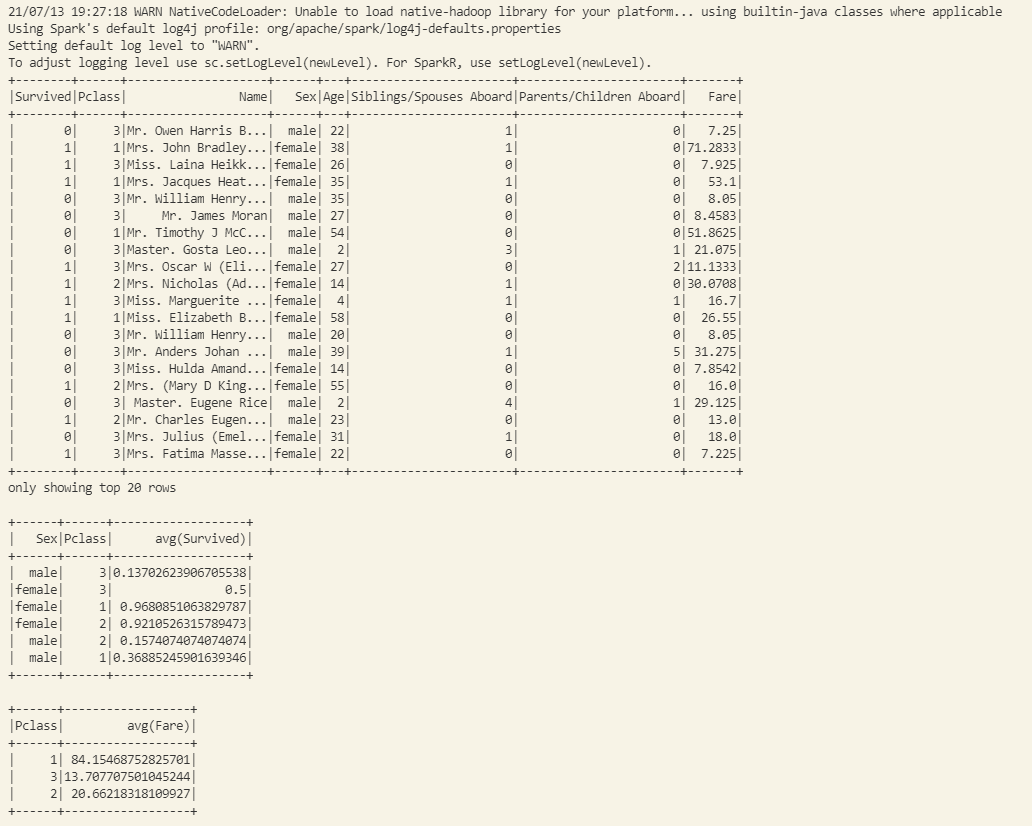 21/07/13 19:27:18 WARN NativeCodeLoader: Unable to load native-hadoop library for your platform... using builtin-java classes where applicable
Using Spark's default log4j profile: org/apache/spark/log4j-defaults.properties
Setting default log level to "WARN".
To adjust logging level use sc.setLogLevel(newLevel). For SparkR, use setLogLevel(newLevel).
+--------+------+--------------------+------+---+-----------------------+-----------------------+-------+
|Survived|Pclass|                Name|   Sex|Age|Siblings/Spouses Aboard|Parents/Children Aboard|   Fare|
+--------+------+--------------------+------+---+-----------------------+-----------------------+-------+
|       0|     3|Mr. Owen Harris B...|  male| 22|                      1|                      0|   7.25|
|       1|     1|Mrs. John Bradley...|female| 38|                      1|                      0|71.2833|
|       1|     3|Miss. Laina Heikk...|female| 26|                      0|                      0|  7.925|
|       1|     1|Mrs. Jacques Heat...|female| 35|                      1|                      0|   53.1|
|       0|     3|Mr. William Henry...|  male| 35|                      0|                      0|   8.05|
|       0|     3|     Mr. James Moran|  male| 27|                      0|                      0| 8.4583|
|       0|     1|Mr. Timothy J McC...|  male| 54|                      0|                      0|51.8625|
|       0|     3|Master. Gosta Leo...|  male|  2|                      3|                      1| 21.075|
|       1|     3|Mrs. Oscar W (Eli...|female| 27|                      0|                      2|11.1333|
|       1|     2|Mrs. Nicholas (Ad...|female| 14|                      1|                      0|30.0708|
|       1|     3|Miss. Marguerite ...|female|  4|                      1|                      1|   16.7|
|       1|     1|Miss. Elizabeth B...|female| 58|                      0|                      0|  26.55|
|       0|     3|Mr. William Henry...|  male| 20|                      0|                      0|   8.05|
|       0|     3|Mr. Anders Johan ...|  male| 39|                      1|                      5| 31.275|
|       0|     3|Miss. Hulda Amand...|female| 14|                      0|                      0| 7.8542|
|       1|     2|Mrs. (Mary D King...|female| 55|                      0|                      0|   16.0|
|       0|     3| Master. Eugene Rice|  male|  2|                      4|                      1| 29.125|
|       1|     2|Mr. Charles Eugen...|  male| 23|                      0|                      0|   13.0|
|       0|     3|Mrs. Julius (Emel...|female| 31|                      1|                      0|   18.0|
|       1|     3|Mrs. Fatima Masse...|female| 22|                      0|                      0|  7.225|
+--------+------+--------------------+------+---+-----------------------+-----------------------+-------+
only showing top 20 rows
+------+------+-------------------+
|   Sex|Pclass|      avg(Survived)|
+------+------+-------------------+
|  male|     3|0.13702623906705538|
|female|     3|                0.5|
|female|     1| 0.9680851063829787|
|female|     2| 0.9210526315789473|
|  male|     2| 0.1574074074074074|
|  male|     1|0.36885245901639346|
+------+------+-------------------+
+------+------------------+
|Pclass|         avg(Fare)|
+------+------------------+
|     1| 84.15468752825701|
|     3|13.707707501045244|
|     2| 20.66218318109927|
+------+------------------+